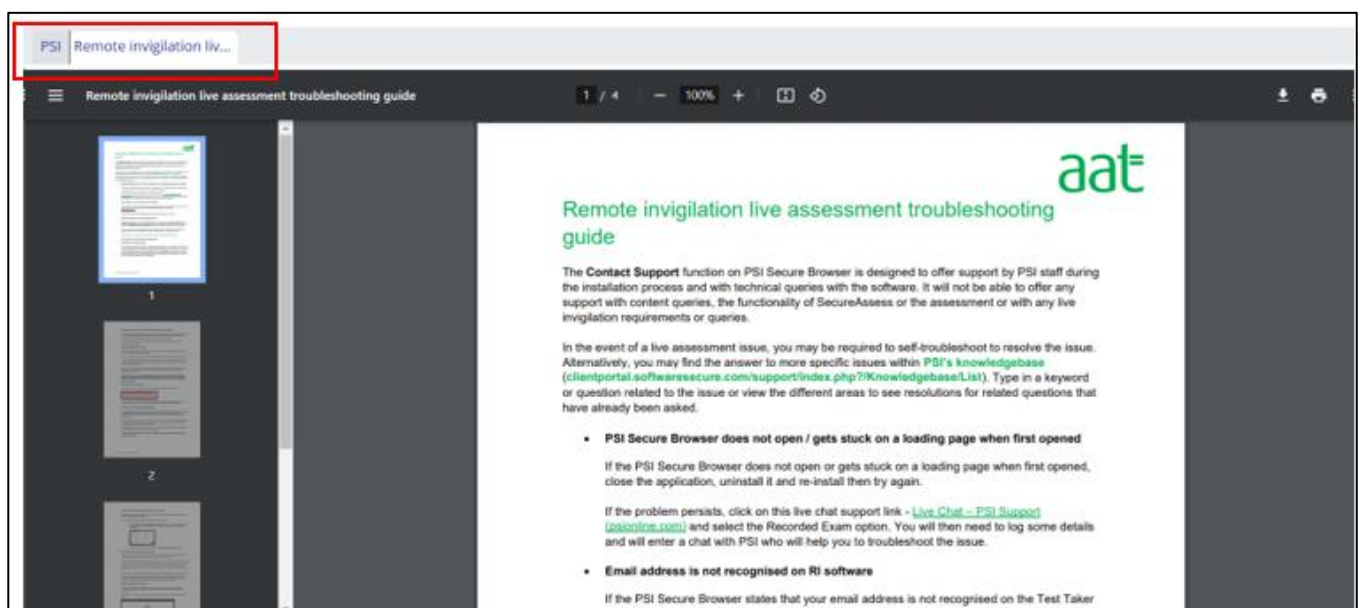 PSI Remote invigilation liv...
Remote invigilation live assessment troubleshooting guide
1 / 4 — 100% +
aat
Remote invigilation live assessment troubleshooting
guide
The Contact Support function on PSI Secure Browser is designed to offer support by PSI staff during
the installation process and with technical queries with the software. It will not be able to offer any
support with content queries, the functionality of SecureAssess or the assessment or with any live
invigilation requirements or queries.
In the event of a live assessment issue, you may be required to self-troubleshoot to resolve the issue.
Alternatively, you may find the answer to more specific issues within PSI's knowledgebase
(clientportal.softwaresecure.com/support/index.php?/Knowledgebase/List). Type in a keyword
or question related to the issue or view the different areas to see resolutions for related questions that
have already been asked.
• PSI Secure Browser does not open / gets stuck on a loading page when first opened
If the PSI Secure Browser does not open or gets stuck on a loading page when first opened,
close the application, uninstall it and re-install then try again.
If the problem persists, click on this live chat support link - Live Chat – PSI Support
(psionline.com) and select the Recorded Exam option. You will then need to log some details
and will enter a chat with PSI who will help you to troubleshoot the issue.
• Email address is not recognised on RI software
If the PSI Secure Browser states that your email address is not recognised on the Test Taker
1
2